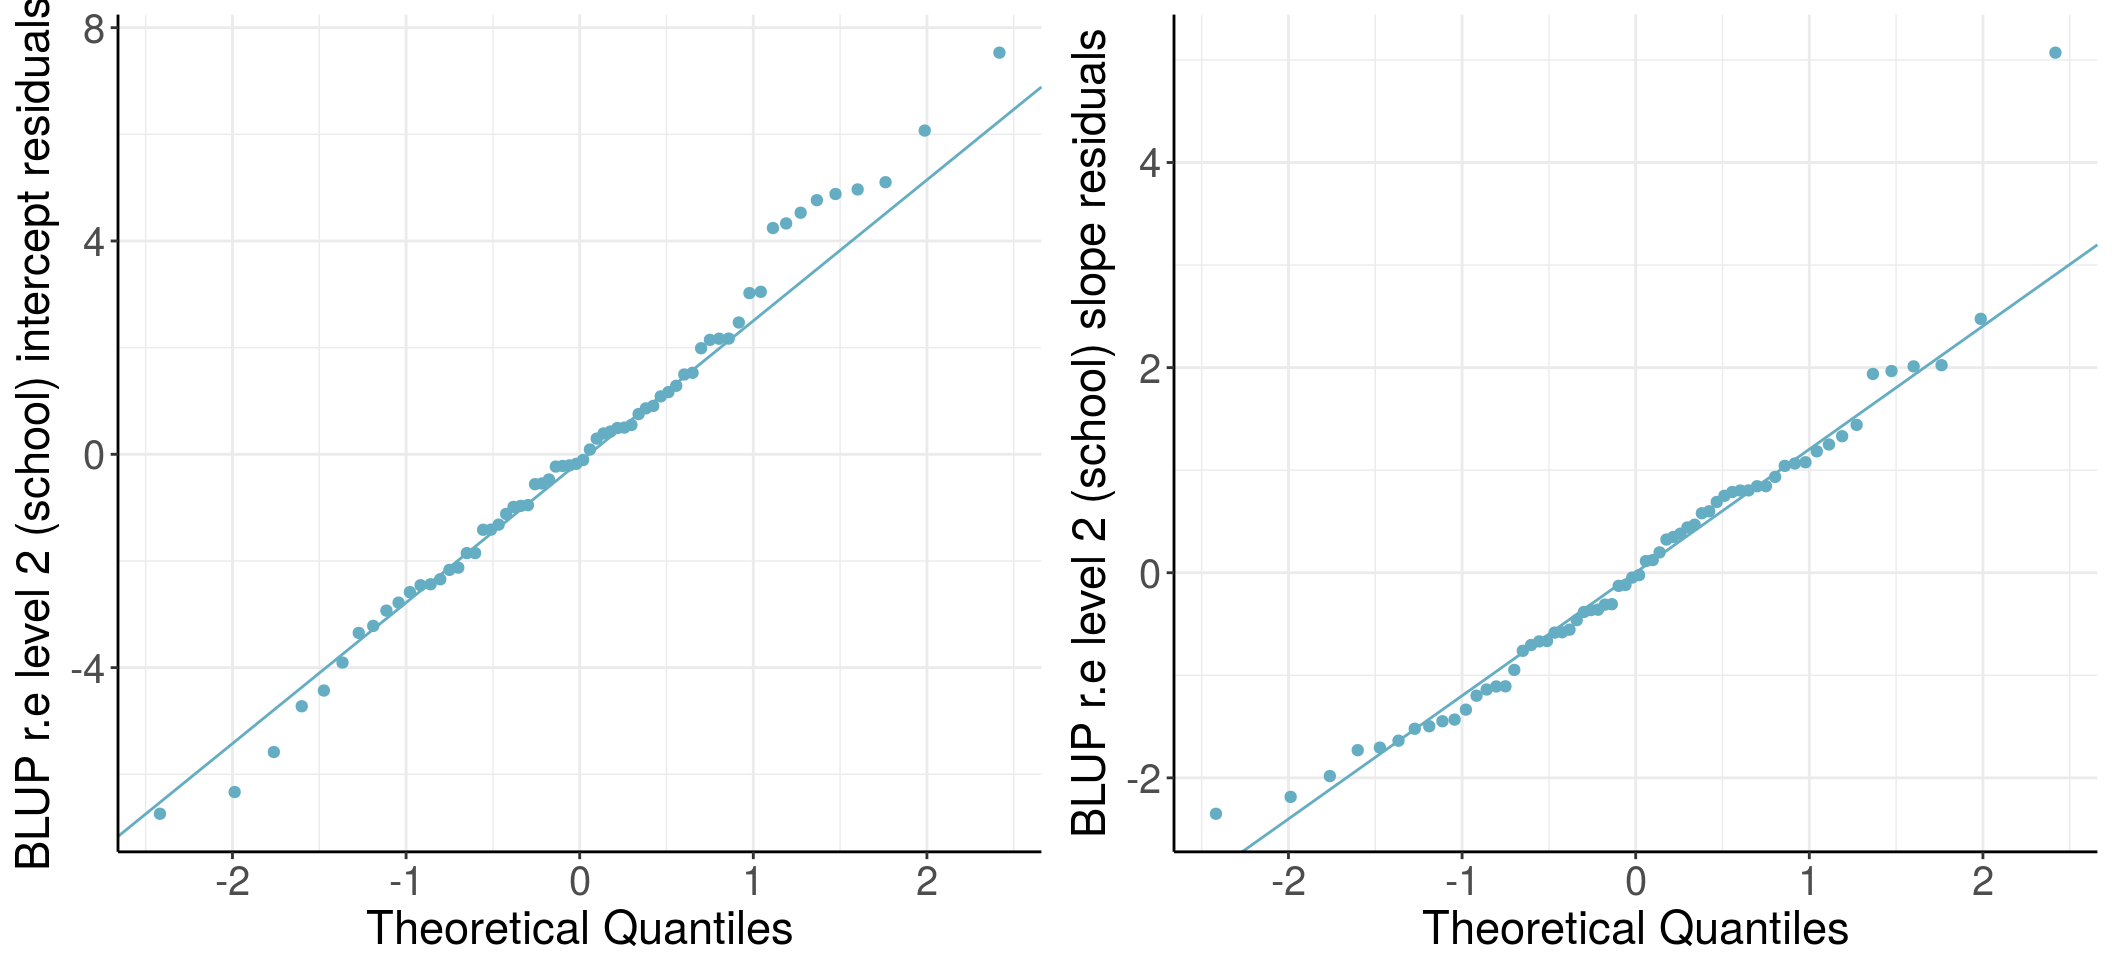 BLUP r.e level 2 (school) intercept residuals
8
4
0
-4
-2 -1 0 1 2
Theoretical Quantiles
BLUP r.e level 2 (school) slope residuals
4
2
0
-2
-2 -1 0 1 2
Theoretical Quantiles